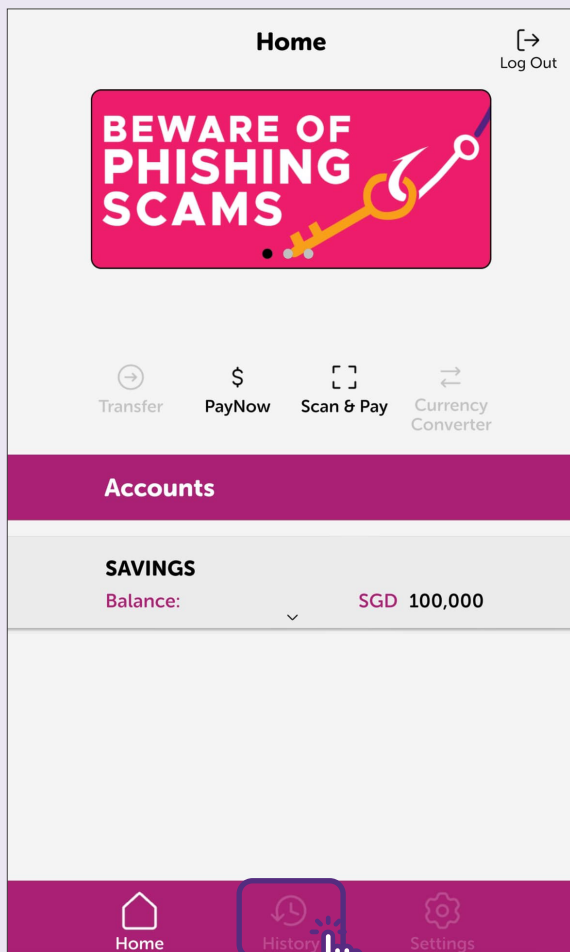 Home
Log Out
BEWARE OF
PHISHING
SCAMS
Transfer
$
PayNow
Scan & Pay
Currency
Converter
Accounts
SAVINGS
Balance: SGD 100,000
Home
History
Settings